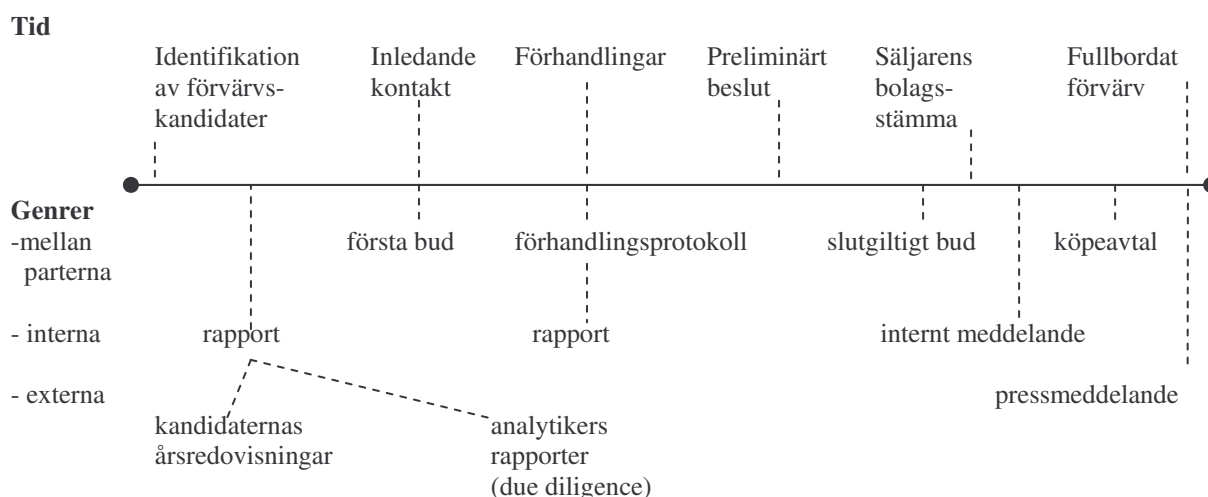 Tid
Identifikation
av förvärvs-
kandidater
Inledande
kontakt
Förhandlingar
Preliminärt
beslut
Säljarens
bolags-
stämma
Fullbordat
förvärv
Genrer
-mellan
parterna
första bud
förhandlingsprotokoll
slutgiltigt bud
köpeavtal
- interna
rapport
rapport
internt meddelande
- externa
pressmeddelande
kandidaternas
årsredovisningar
analytikers
rapporter
(due diligence)